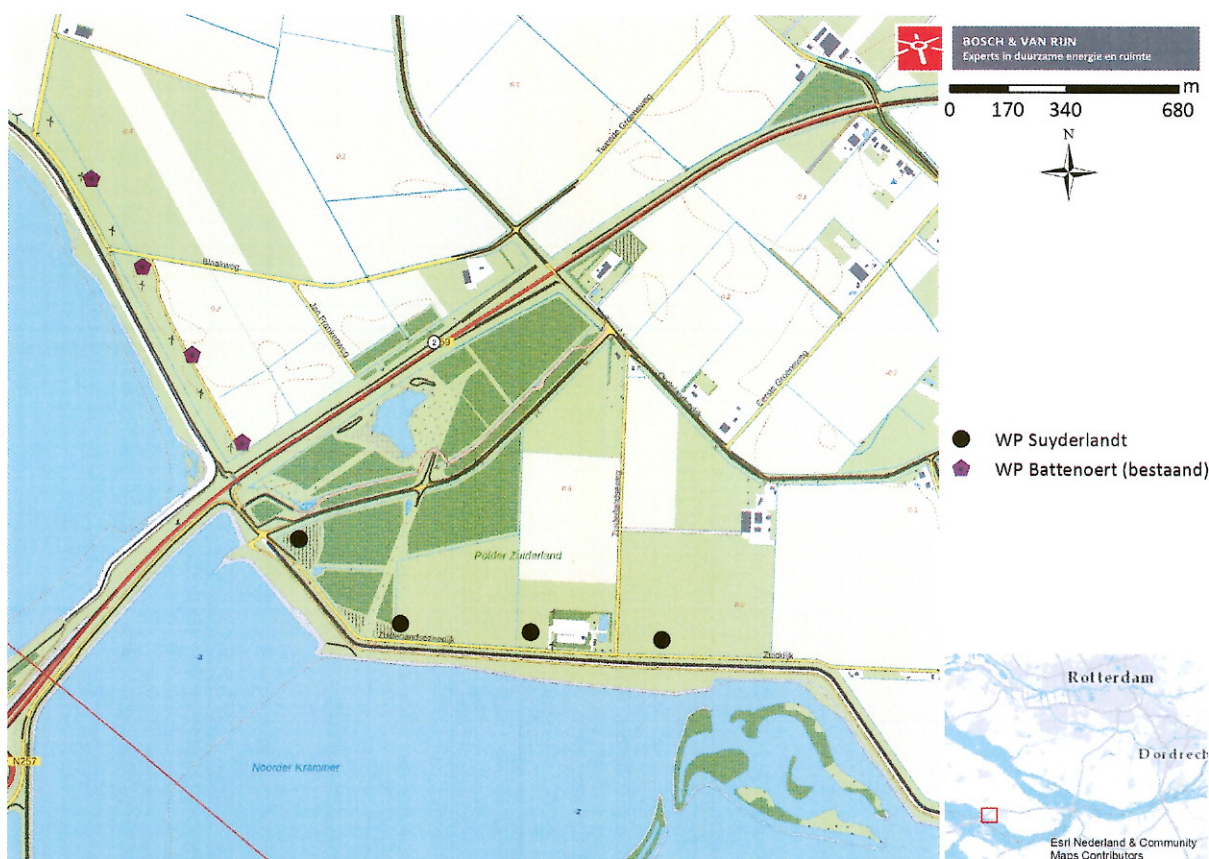 BOSCH & VAN RIJN
Experts in duurzame energie en ruimte
m
0 170 340 680
N
WP Suyderlandt
WP Battenoert (bestaand)
Tweede Groeneweg
Blaakweg
Eerste Groeneweg
Polder Zuiderland
Zuiderlandsezeedijk
Zuiddijk
N257
Noorder Krammer
Rotterdam
Dordrech
Esri Nederland & Community
Maps Contributors